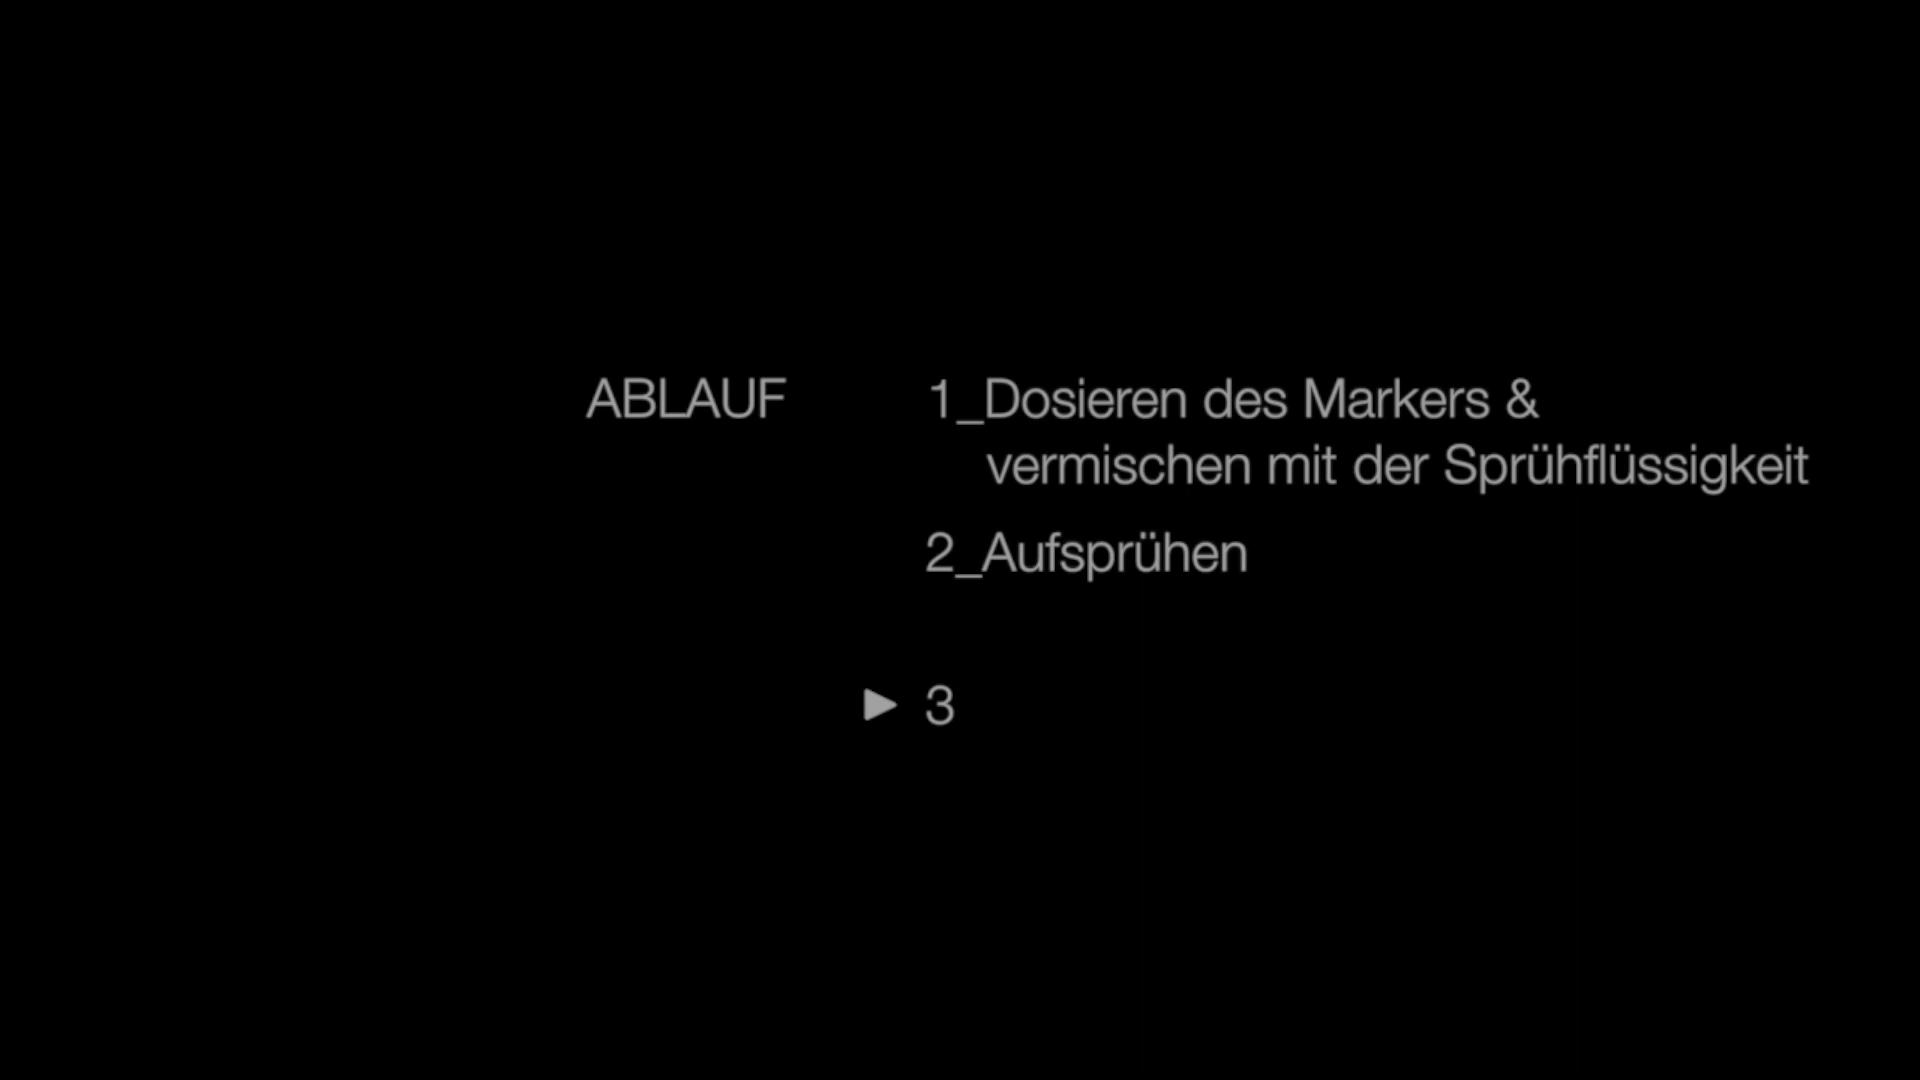 ABLAUF
1_Dosieren des Markers &
vermischen mit der Sprühflüssigkeit
2_Aufsprühen
► 3